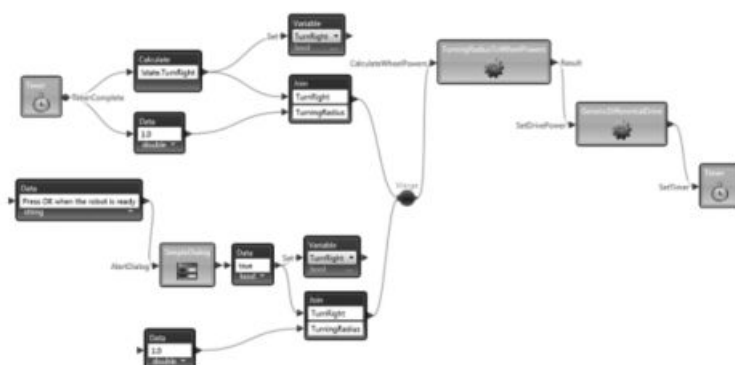 Variable
Set
TurnRight
bool
Calculate
!state.TurnRight
Timer
TimerComplete
Join
TurnRight
TurningRadius
Data
1.0
double
CalculateWheelPowers
TurningRadiusToWheelPowers
Result
SetDrivePower
GenericDifferentialDrive
Merge
Timer
SetTimer
Data
Press OK when the robot is ready
string
AlertDialog
SimpleDialog
Data
true
bool
Variable
Set
TurnRight
bool
Join
TurnRight
TurningRadius
Data
1.0
double